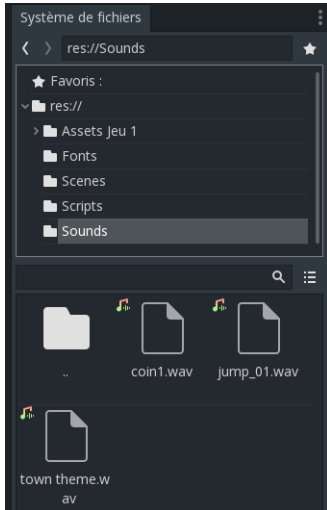 Système de fichiers
res://Sounds
Favoris :
res://
Assets Jeu 1
Fonts
Scenes
Scripts
Sounds
..
coin1.wav
jump_01.wav
town theme.w
av